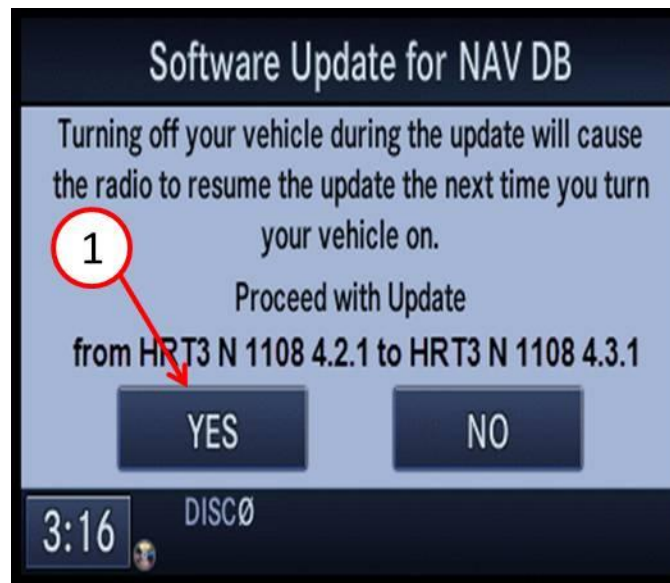 Software Update for NAV DB
Turning off your vehicle during the update will cause
the radio to resume the update the next time you turn
your vehicle on.
1
Proceed with Update
from HRT3 N 1108 4.2.1 to HRT3 N 1108 4.3.1
YES
NO
3:16
DISCØ